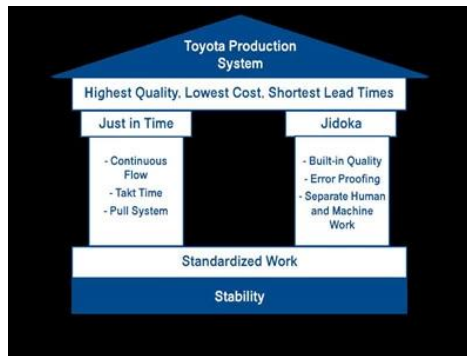 Toyota Production
System
Highest Quality, Lowest Cost, Shortest Lead Times
Just in Time
- Continuous
Flow
- Takt Time
- Pull System
Jidoka
- Built-in Quality
- Error Proofing
- Separate Human
and Machine
Work
Standardized Work
Stability